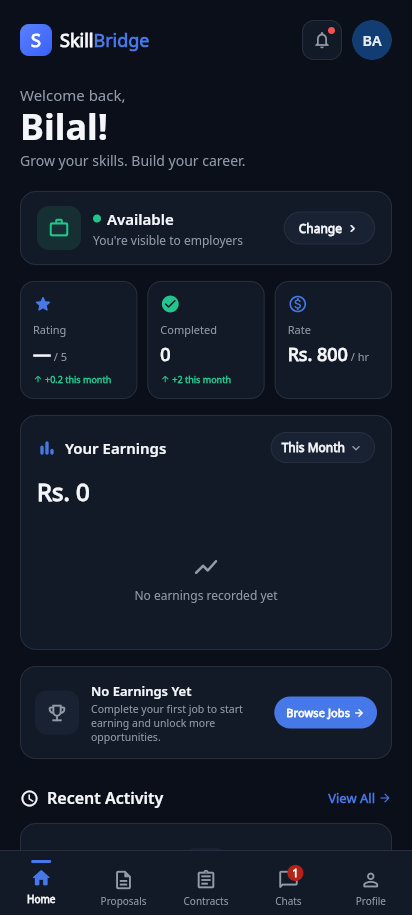 S SkillBridge BA
Welcome back,
Bilal!
Grow your skills. Build your career.
Available
You're visible to employers
Change
Rating
— / 5
+0.2 this month
Completed
0
+2 this month
Rate
Rs. 800 / hr
Your Earnings
This Month
Rs. 0
No earnings recorded yet
No Earnings Yet
Complete your first job to start
earning and unlock more
opportunities.
Browse Jobs →
Recent Activity
View All →
1
Home
Proposals
Contracts
Chats
Profile